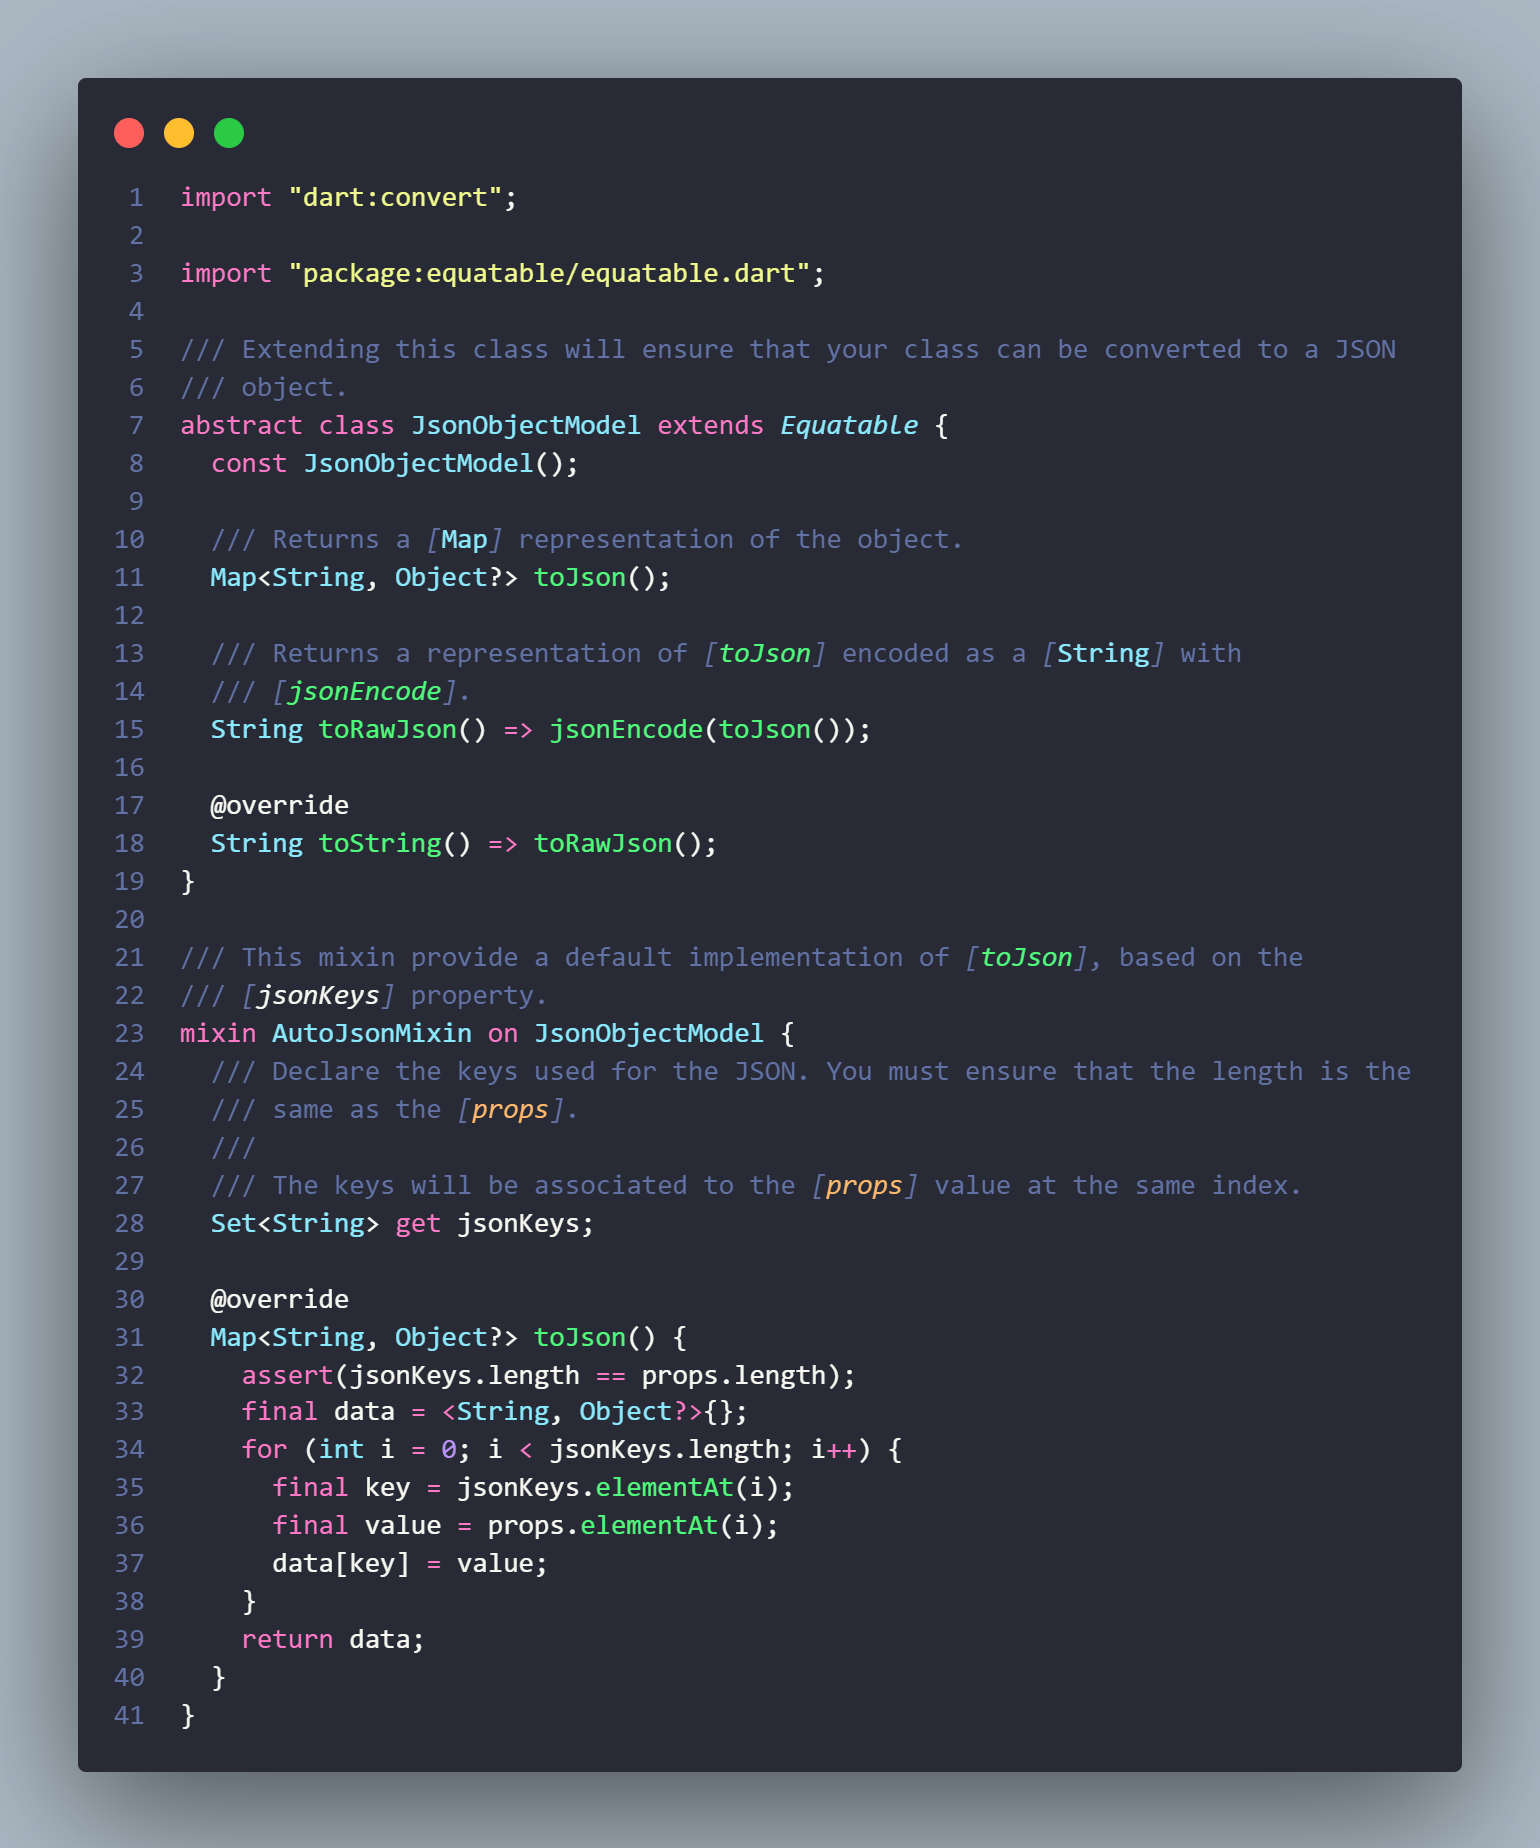 1 import "dart:convert";
2
3 import "package:equatable/equatable.dart";
4
5 /// Extending this class will ensure that your class can be converted to a JSON
6 /// object.
7 abstract class JsonObjectModel extends Equatable {
8   const JsonObjectModel();
9
10   /// Returns a [Map] representation of the object.
11   Map<String, Object?> toJson();
12
13   /// Returns a representation of [toJson] encoded as a [String] with
14   /// [jsonEncode].
15   String toRawJson() => jsonEncode(toJson());
16
17   @override
18   String toString() => toRawJson();
19 }
20
21 /// This mixin provide a default implementation of [toJson], based on the
22 /// [jsonKeys] property.
23 mixin AutoJsonMixin on JsonObjectModel {
24   /// Declare the keys used for the JSON. You must ensure that the length is the
25   /// same as the [props].
26   ///
27   /// The keys will be associated to the [props] value at the same index.
28   Set<String> get jsonKeys;
29
30   @override
31   Map<String, Object?> toJson() {
32     assert(jsonKeys.length == props.length);
33     final data = <String, Object?>{};
34     for (int i = 0; i < jsonKeys.length; i++) {
35       final key = jsonKeys.elementAt(i);
36       final value = props.elementAt(i);
37       data[key] = value;
38     }
39     return data;
40   }
41 }